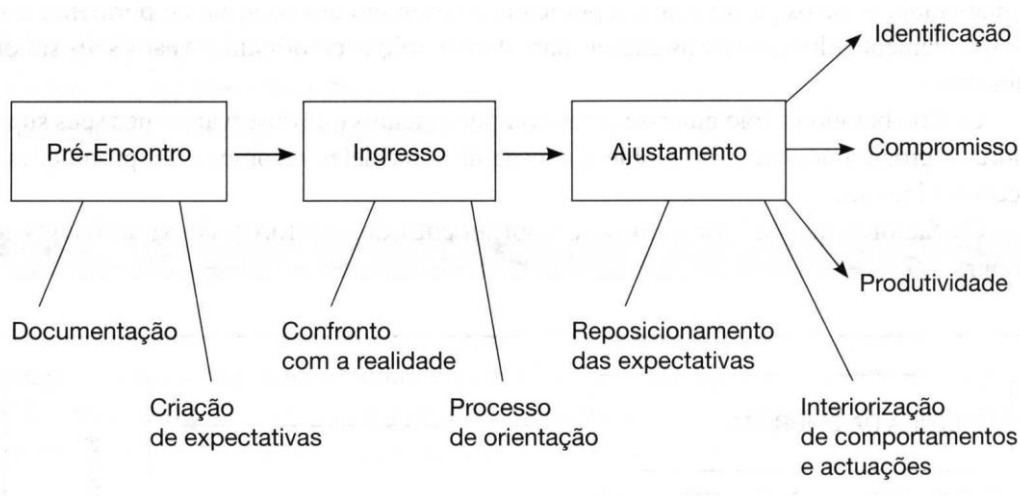 Identificação
Pré-Encontro
Ingresso
Ajustamento
Compromisso
Produtividade
Documentação
Confronto
com a realidade
Reposicionamento
das expectativas
Criação
de expectativas
Processo
de orientação
Interiorização
de comportamentos
e actuações